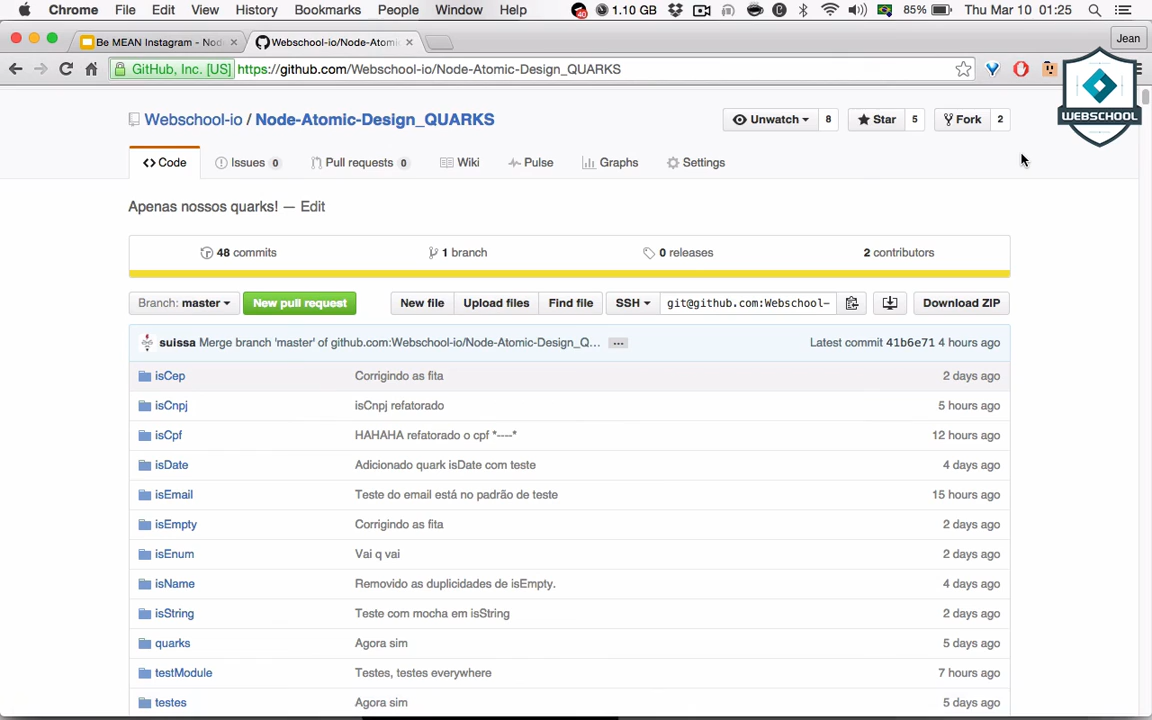 Chrome File Edit View History Bookmarks People Window Help 40 1.10 GB 85% Thu Mar 10 01:25
Be MEAN Instagram - Nod Webschool-io/Node-Atomi Jean
GitHub, Inc. [US] https://github.com/Webschool-io/Node-Atomic-Design_QUARKS
WEBSCHOOL
Webschool-io / Node-Atomic-Design_QUARKS Unwatch 8 Star 5 Fork 2
Code Issues 0 Pull requests 0 Wiki Pulse Graphs Settings
Apenas nossos quarks! — Edit
48 commits 1 branch 0 releases 2 contributors
Branch: master New pull request New file Upload files Find file SSH git@github.com:Webschool- Download ZIP
suissa Merge branch 'master' of github.com:Webschool-io/Node-Atomic-Design_Q… ... Latest commit 41b6e71 4 hours ago
isCep Corrigindo as fita 2 days ago
isCnpj isCnpj refatorado 5 hours ago
isCpf HAHAHA refatorado o cpf *----* 12 hours ago
isDate Adicionado quark isDate com teste 4 days ago
isEmail Teste do email está no padrão de teste 15 hours ago
isEmpty Corrigindo as fita 2 days ago
isEnum Vai q vai 2 days ago
isName Removido as duplicidades de isEmpty. 4 days ago
isString Teste com mocha em isString 2 days ago
quarks Agora sim 5 days ago
testModule Testes, testes everywhere 7 hours ago
testes Agora sim 5 days ago